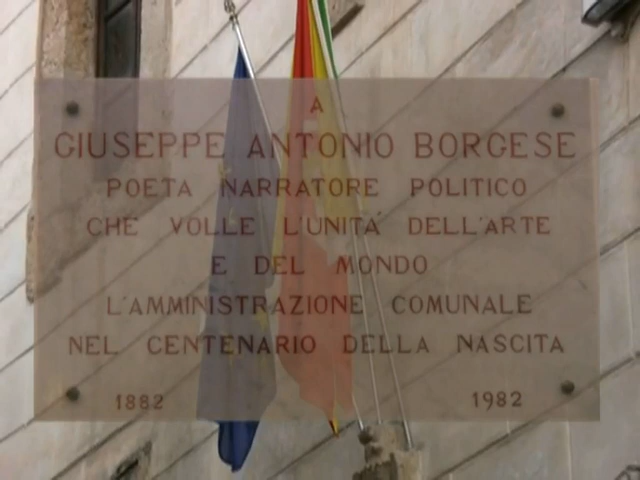 A
GIUSEPPE ANTONIO BORGESE
POETA NARRATORE POLITICO
CHE VOLLE L'UNITA' DELL'ARTE
E DEL MONDO
L'AMMINISTRAZIONE COMUNALE
NEL CENTENARIO DELLA NASCITA
1882 1982